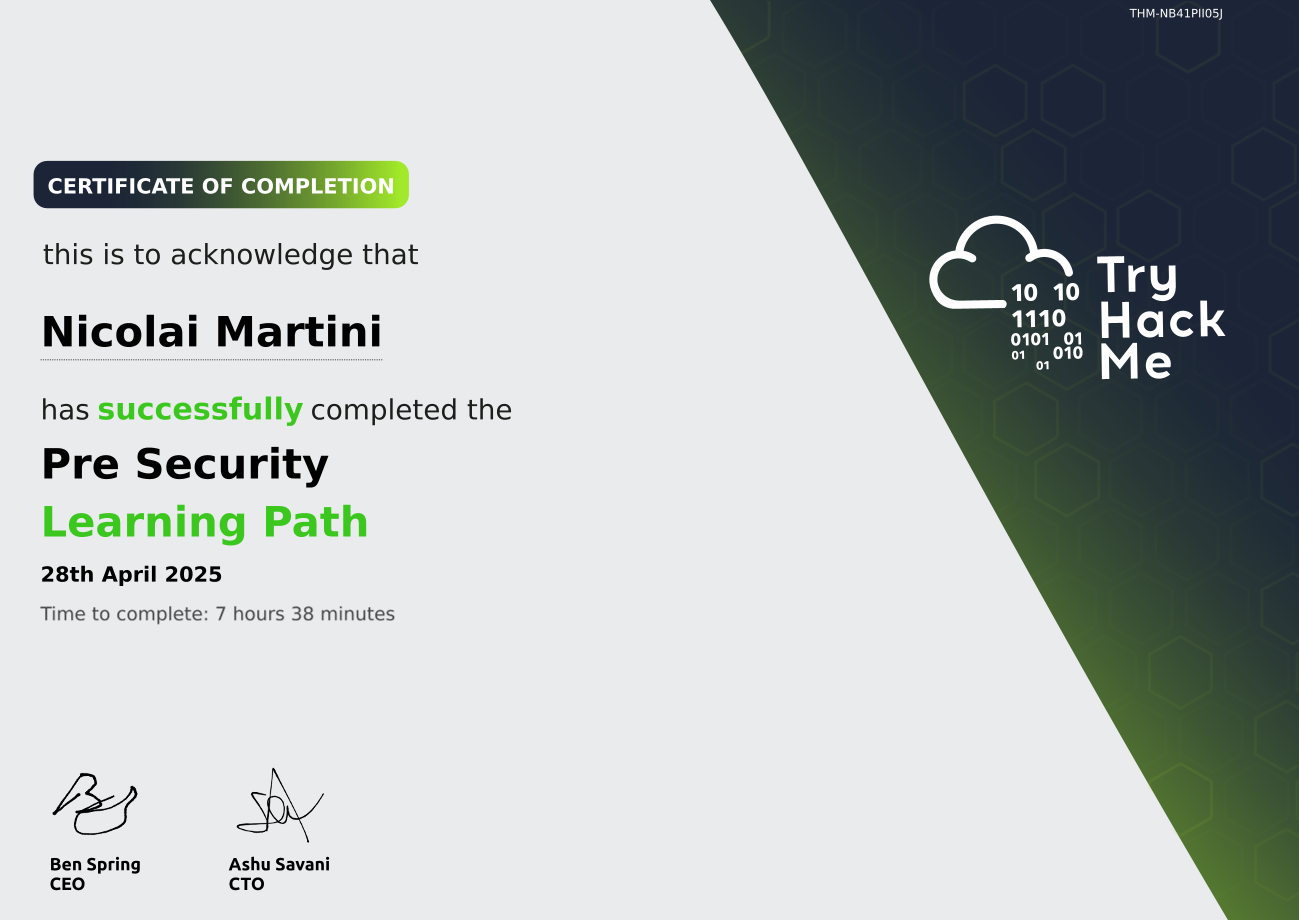 THM-NB41PII05J
CERTIFICATE OF COMPLETION
this is to acknowledge that
Nicolai Martini
has successfully completed the
Pre Security
Learning Path
28th April 2025
Time to complete: 7 hours 38 minutes
10 10
1110
0101 01
01 010
01
Try
Hack
Me
Ben Spring
CEO
Ashu Savani
CTO